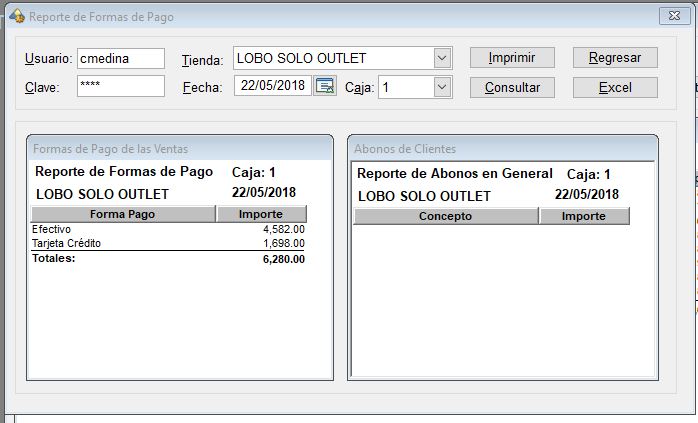 Reporte de Formas de Pago
Usuario: cmedina Tienda: LOBO SOLO OUTLET Imprimir Regresar
Clave: **** Fecha: 22/05/2018 Caja: 1 Consultar Excel
Formas de Pago de las Ventas
Reporte de Formas de Pago Caja: 1
LOBO SOLO OUTLET 22/05/2018
Forma Pago Importe
Efectivo 4,582.00
Tarjeta Crédito 1,698.00
Totales: 6,280.00
Abonos de Clientes
Reporte de Abonos en General Caja: 1
LOBO SOLO OUTLET 22/05/2018
Concepto Importe